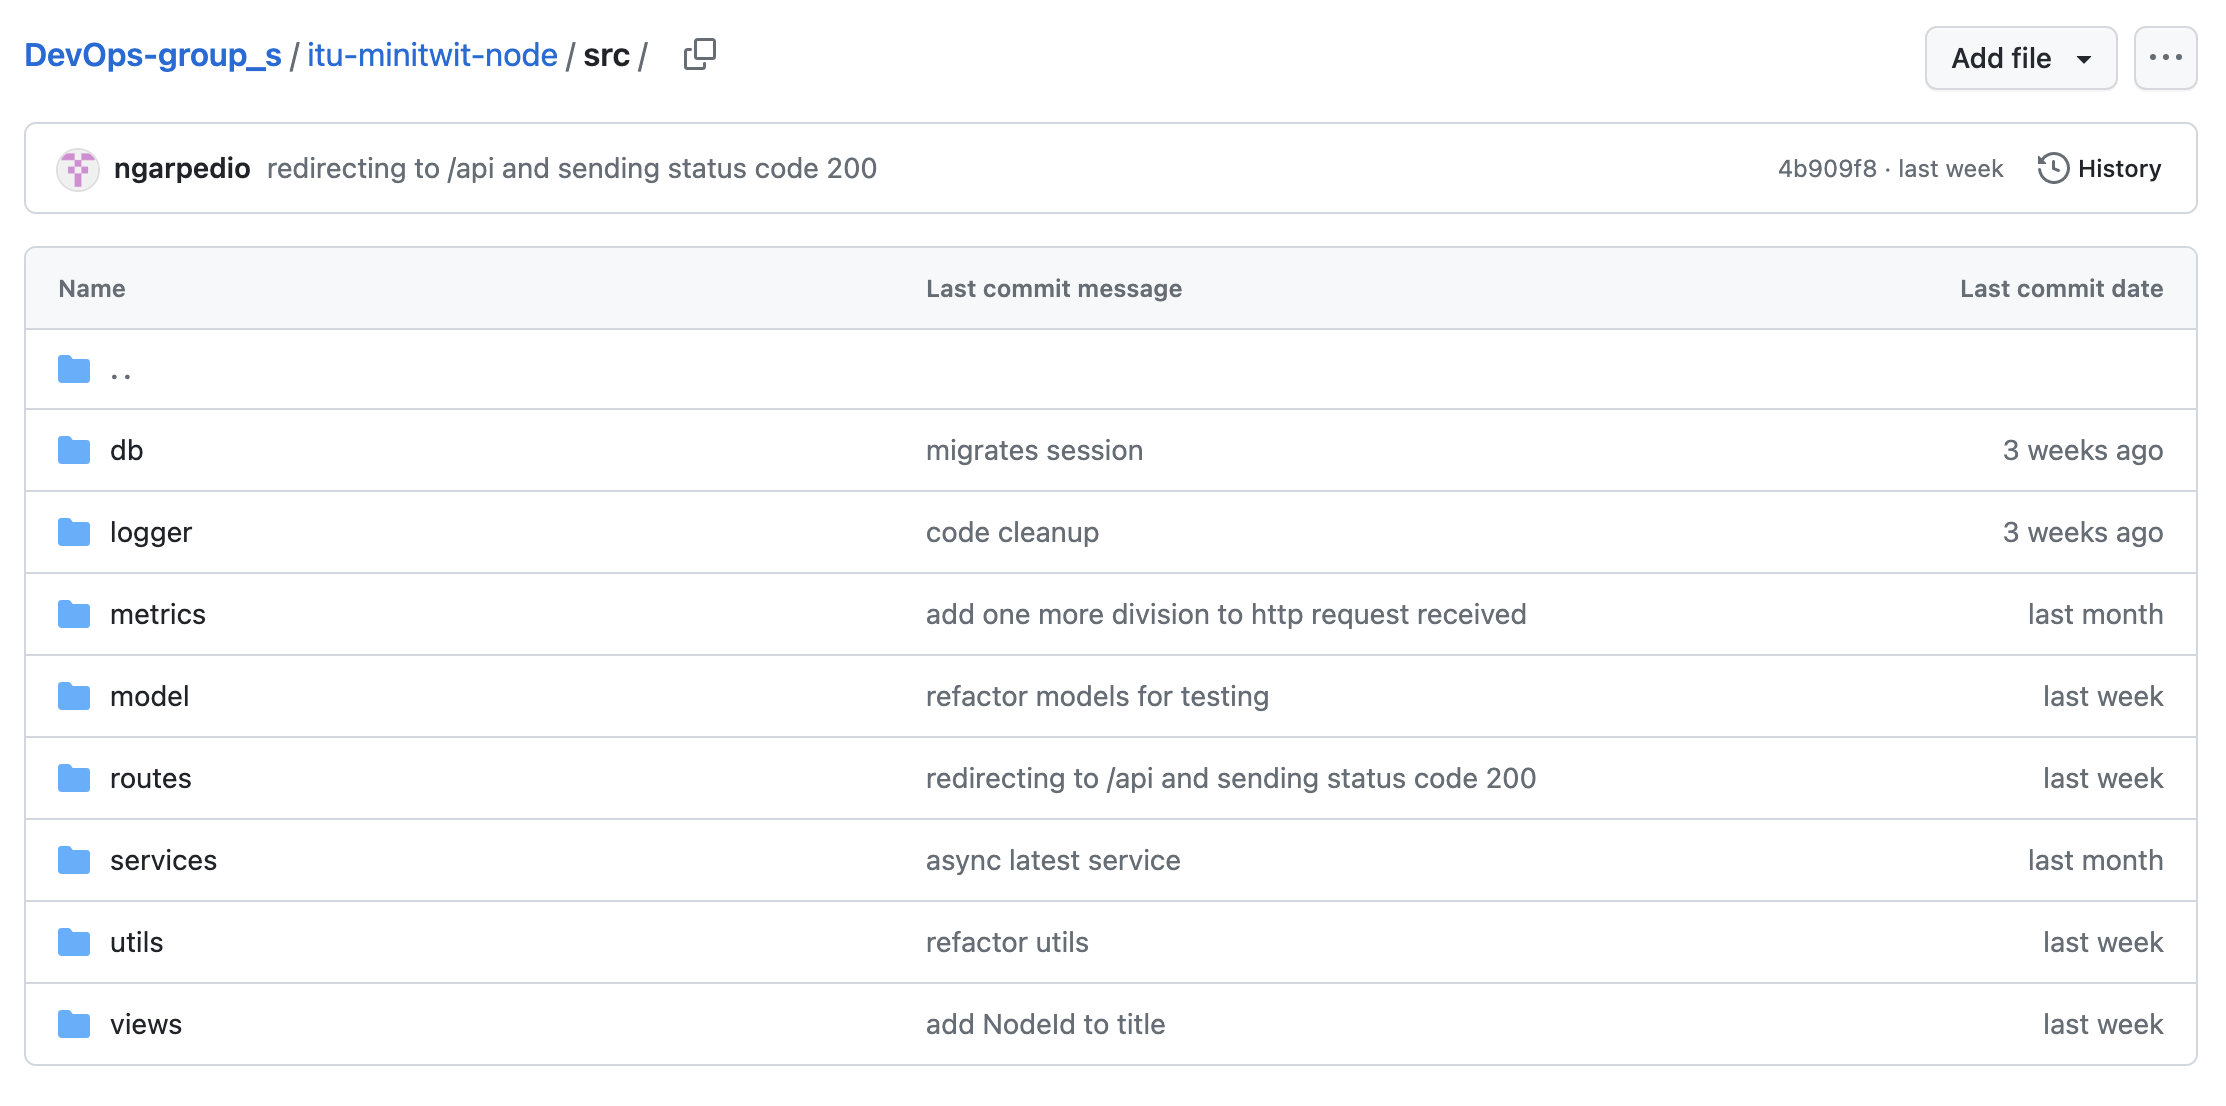 DevOps-group_s / itu-minitwit-node / src /
Add file
ngarpedio redirecting to /api and sending status code 200
4b909f8 · last week History
Name Last commit message Last commit date
..
db migrates session 3 weeks ago
logger code cleanup 3 weeks ago
metrics add one more division to http request received last month
model refactor models for testing last week
routes redirecting to /api and sending status code 200 last week
services async latest service last month
utils refactor utils last week
views add NodeId to title last week